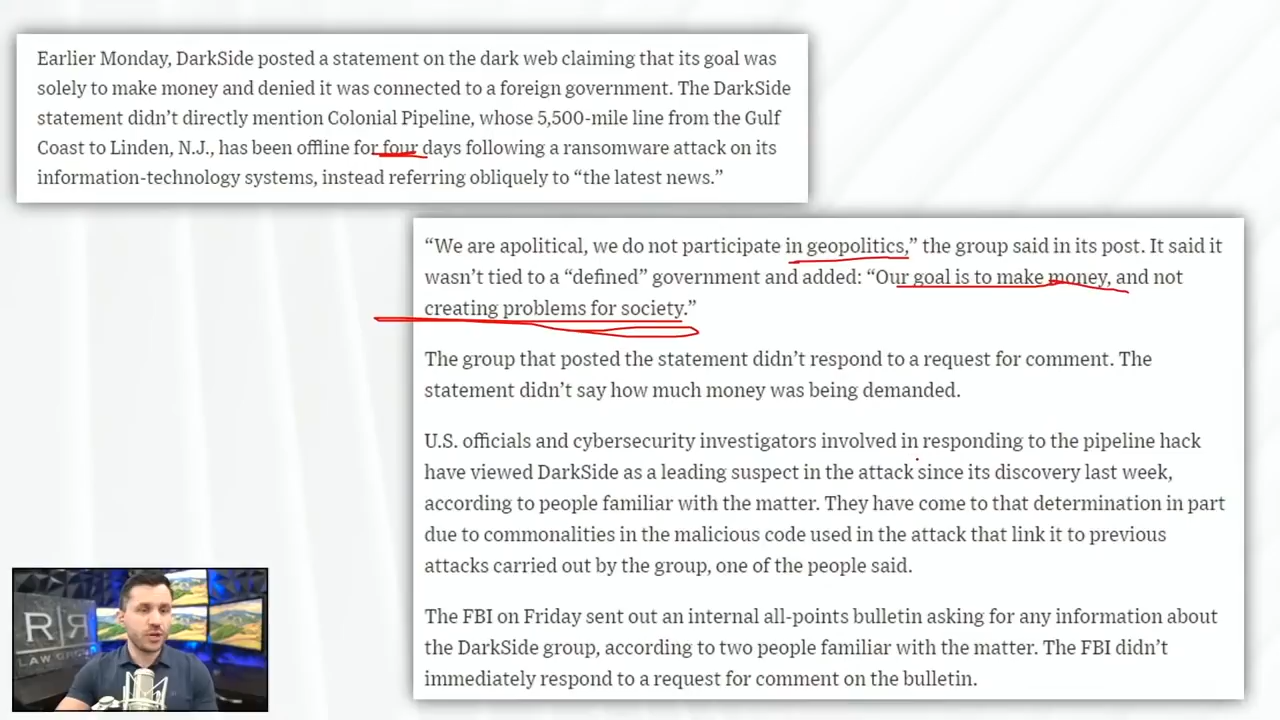 Earlier Monday, DarkSide posted a statement on the dark web claiming that its goal was
solely to make money and denied it was connected to a foreign government. The DarkSide
statement didn’t directly mention Colonial Pipeline, whose 5,500-mile line from the Gulf
Coast to Linden, N.J., has been offline for four days following a ransomware attack on its
information-technology systems, instead referring obliquely to “the latest news.”
“We are apolitical, we do not participate in geopolitics,” the group said in its post. It said it
wasn’t tied to a “defined” government and added: “Our goal is to make money, and not
creating problems for society.”
The group that posted the statement didn’t respond to a request for comment. The
statement didn’t say how much money was being demanded.
U.S. officials and cybersecurity investigators involved in responding to the pipeline hack
have viewed DarkSide as a leading suspect in the attack since its discovery last week,
according to people familiar with the matter. They have come to that determination in part
due to commonalities in the malicious code used in the attack that link it to previous
attacks carried out by the group, one of the people said.
The FBI on Friday sent out an internal all-points bulletin asking for any information about
the DarkSide group, according to two people familiar with the matter. The FBI didn’t
immediately respond to a request for comment on the bulletin.
R R
LAW GROUP